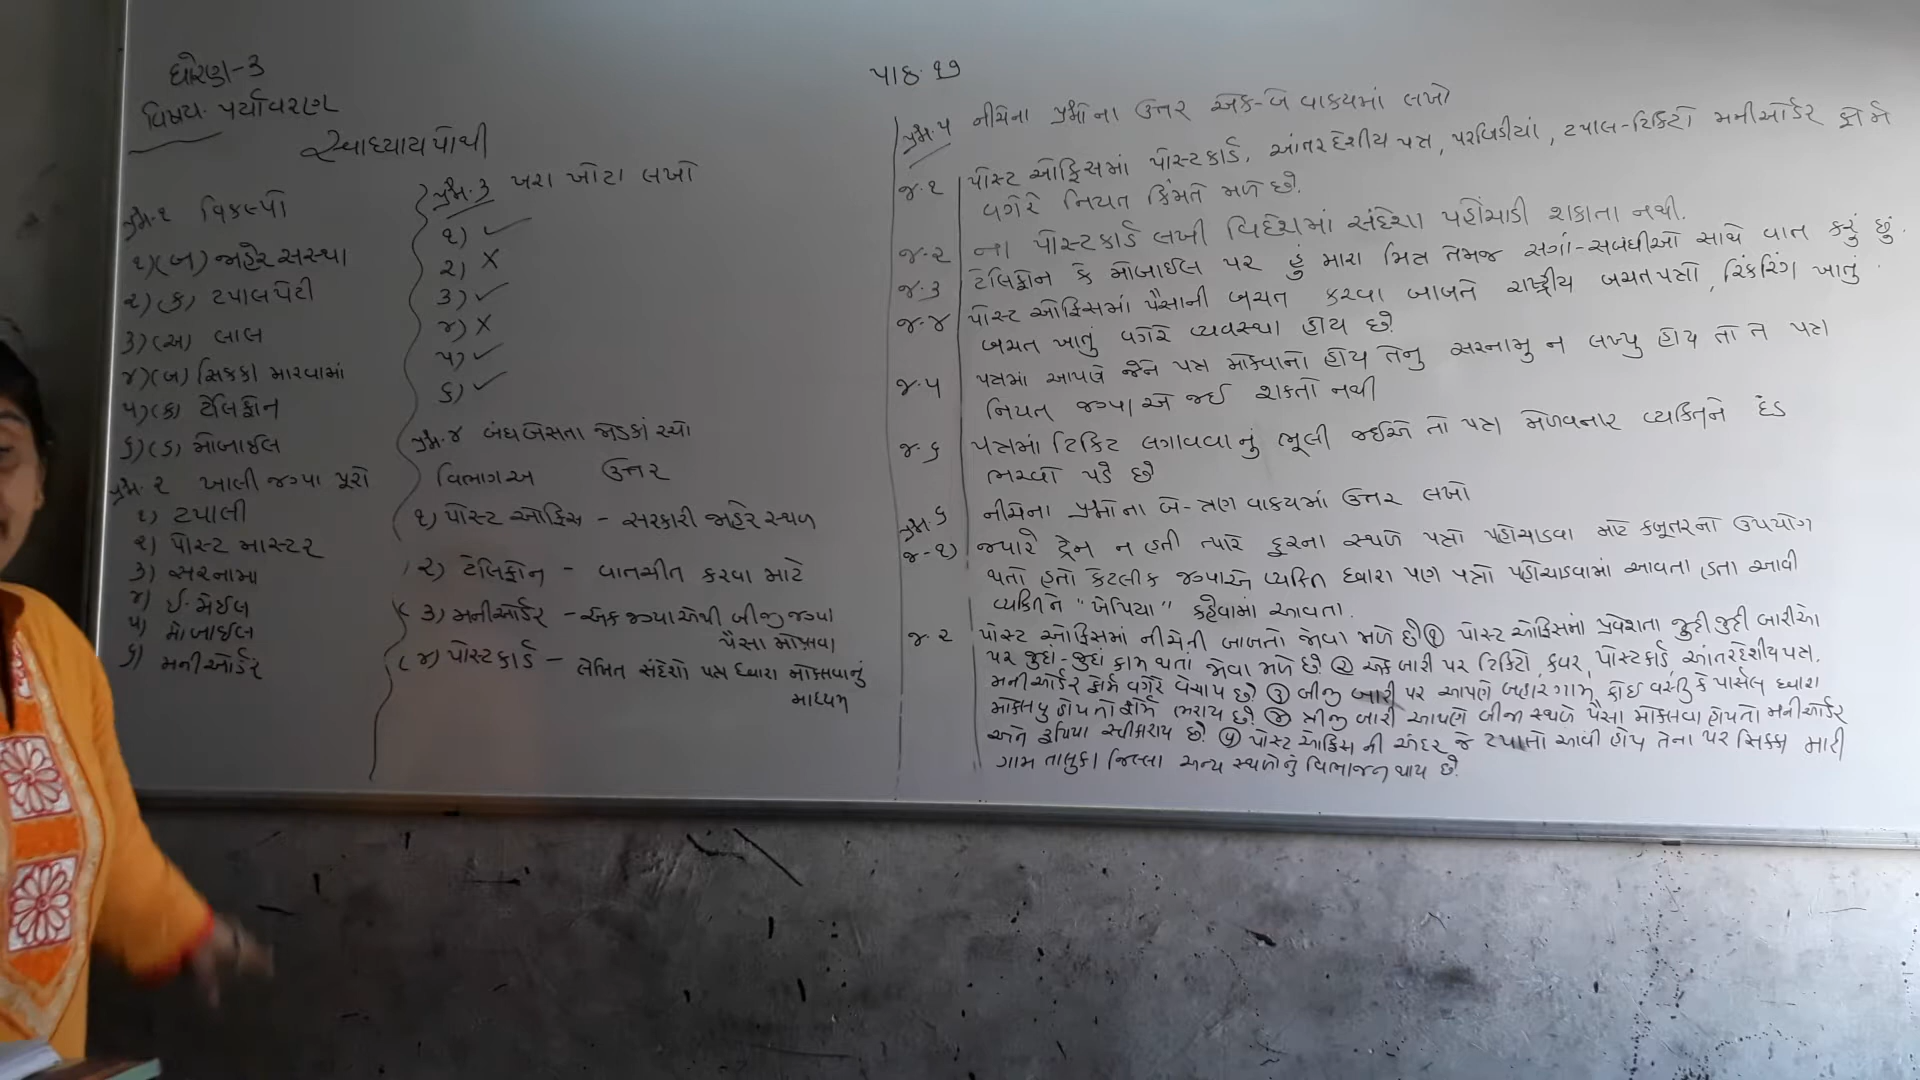 ધોરણ-૩
વિષય- પર્યાવરણ
સ્વાધ્યાયપોથી
પાઠ. ૧૭
પ્રશ્ન-૧ વિકલ્પો
૧) (બ) જાહેર સંસ્થા
૨) (ક) ટપાલપેટી
૩) (અ) લાલ
૪) (બ) સિક્કા મારવામાં
૫) (ક) ટેલિફોન
૬) (ડ) મોબાઈલ
પ્રશ્ન-૨ ખાલી જગ્યા પૂરો
૧) ટપાલી
૨) પોસ્ટ માસ્ટર
૩) સરનામા
૪) ઈ-મેઈલ
૫) મોબાઈલ
૬) મનીઓર્ડર
પ્રશ્ન-૩ ખરા ખોટા લખો
૧) ✓
૨) X
૩) ✓
૪) X
૫) ✓
૬) ✓
પ્રશ્ન-૪ બંધબેસતા જોડકાં રચો
વિભાગ અ ઉત્તર
૧) પોસ્ટ ઓફિસ - સરકારી જાહેર સ્થળ
૨) ટેલિફોન - વાતચીત કરવા માટે
૩) મનીઓર્ડર - એક જગ્યાએથી બીજી જગ્યા
પૈસા મોકલવા
૪) પોસ્ટકાર્ડ - લેખિત સંદેશો પત્ર દ્વારા મોકલવાનું
માધ્યમ
પ્રશ્ન-૫ નીચેના પ્રશ્નોના ઉત્તર એક-બે વાક્યમાં લખો
જ-૧ પોસ્ટ ઓફિસમાં પોસ્ટકાર્ડ, આંતરદેશીય પત્ર, પરબિડીયાં, ટપાલ-ટિકિટો મનીઓર્ડર ફોર્મ
વગેરે નિયત કિંમતે મળે છે.
જ-૨ ના પોસ્ટકાર્ડ લખી વિદેશમાં સંદેશા પહોંચાડી શકાતા નથી.
જ-૩ ટેલિફોન કે મોબાઈલ પર હું મારા મિત્ર તેમજ સગાં-સબંધીઓ સાથે વાત કરું છું.
જ-૪ પોસ્ટ ઓફિસમાં પૈસાની બચત કરવા બાબતે રાષ્ટ્રીય બચતપત્રો, રિકરિંગ ખાતું
બચત ખાતું વગેરે વ્યવસ્થા હોય છે.
જ-૫ પત્રમાં આપણે જેને પત્ર મોકવાનો હોય તેનુ સરનામુ ન લખ્યુ હોય તો તે પત્ર
નિયત જગ્યાએ જઈ શકતો નથી
જ-૬ પત્રમાં ટિકિટ લગાવવાનું ભૂલી જઈએ તો પત્ર મેળવનાર વ્યક્તિને દંડ
ભરવો પડે છે
પ્રશ્ન-૬ નીચેના પ્રશ્નોના બે-ત્રણ વાક્યમાં ઉત્તર લખો
જ-૧) જ્યારે ટ્રેન ન હતી ત્યારે દુરના સ્થળે પત્રો પહોંચાડવા માટે કબૂતરનો ઉપયોગ
થતો હતો કેટલીક જગ્યાએ વ્યક્તિ દ્વારા પણ પત્રો પહોંચાડવામાં આવતા હતા આવી
વ્યક્તિને "ખેપિયા" કહેવામાં આવતા.
જ-૨ પોસ્ટ ઓફિસમાં નીચેની બાબતો જોવા મળે છે ① પોસ્ટ ઓફિસમાં પ્રવેશતા જુદી જુદી બારીઓ
પર જુદાં-જુદાં કામ થતાં જોવા મળે છે. ② એક બારી પર ટિકિટો, કવર, પોસ્ટકાર્ડ, આંતરદેશીય પત્ર,
મનીઓર્ડર ફોર્મ વગેરે વેચાય છે. ③ બીજી બારી પર આપણે બહાર ગામ કોઈ વસ્તુ કે પાર્સલ દ્વારા
મોકલવુ હોય તો ફોર્મ ભરાય છે. ④ ત્રીજી બારી આપણે બીજા સ્થળે પૈસા મોકલવા હોય તો મનીઓર્ડર
અને રૂપિયા સ્વીકારાય છે. ⑤ પોસ્ટ ઓફિસ ની અંદર જે ટપાલો આવી હોય તેના પર સિક્કા મારી
ગામ તાલુકા જિલ્લા અન્ય સ્થળોનું વિભાજન થાય છે.